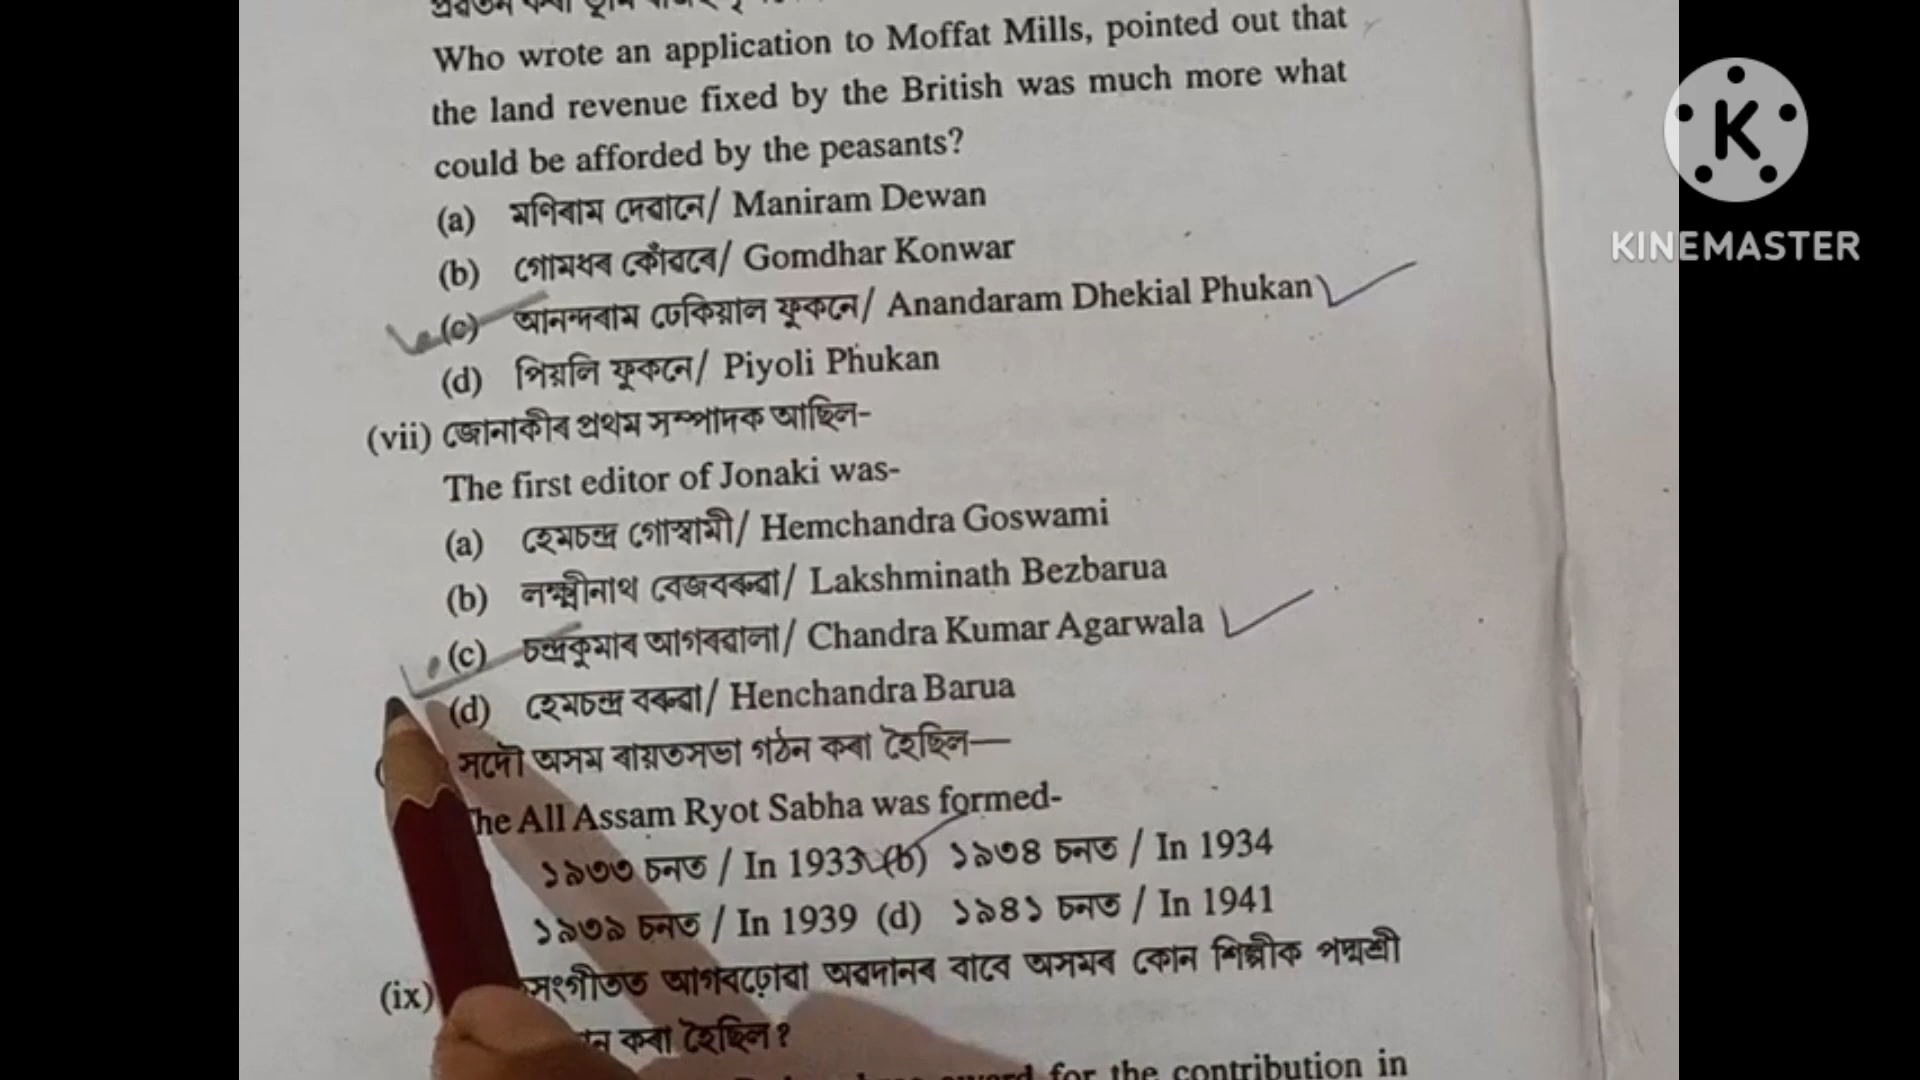 Who wrote an application to Moffat Mills, pointed out that
the land revenue fixed by the British was much more what
could be afforded by the peasants?
(a) মণিৰাম দেৱানে/ Maniram Dewan
(b) গোমধৰ কোঁৱৰে/ Gomdhar Konwar
(c) আনন্দৰাম ঢেকিয়াল ফুকনে/ Anandaram Dhekial Phukan
(d) পিয়লি ফুকনে/ Piyoli Phukan
(vii) জোনাকীৰ প্ৰথম সম্পাদক আছিল-
The first editor of Jonaki was-
(a) হেমচন্দ্ৰ গোস্বামী/ Hemchandra Goswami
(b) লক্ষ্মীনাথ বেজবৰুৱা/ Lakshminath Bezbarua
(c) চন্দ্ৰকুমাৰ আগৰৱালা/ Chandra Kumar Agarwala
(d) হেমচন্দ্ৰ বৰুৱা/ Henchandra Barua
সদৌ অসম ৰায়তসভা গঠন কৰা হৈছিল—
The All Assam Ryot Sabha was formed-
১৯৩৩ চনত / In 1933 (b) ১৯৩৪ চনত / In 1934
১৯৩৯ চনত / In 1939 (d) ১৯৪১ চনত / In 1941
(ix) সংগীতত আগবঢ়োৱা অৱদানৰ বাবে অসমৰ কোন শিল্পীক পদ্মশ্ৰী
কৰা হৈছিল?
for the contribution in
K
KINEMASTER